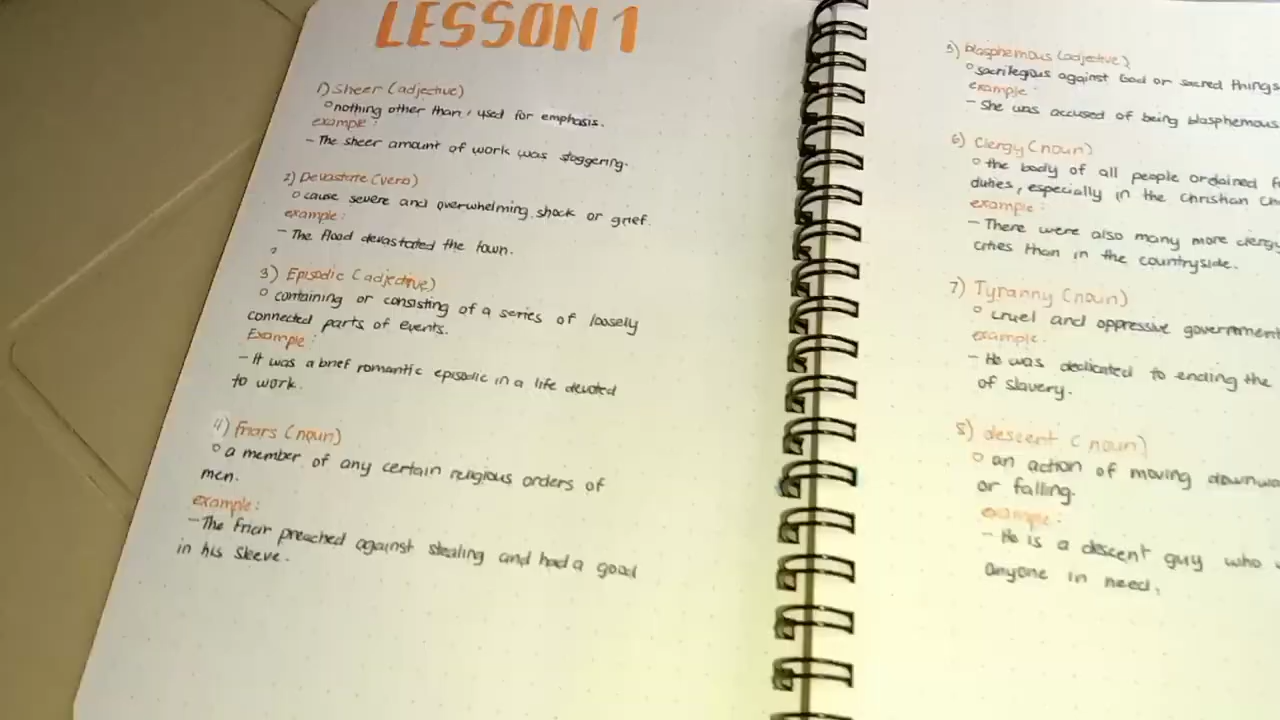 LESSON 1
1) Sheer (adjective)
○ nothing other than, used for emphasis.
example:
- The sheer amount of work was staggering.
2) Devastate (verb)
○ cause severe and overwhelming shock or grief.
example:
- The flood devastated the town.
3) Episodic (adjective)
○ containing or consisting of a series of loosely
connected parts of events.
Example:
- It was a brief romantic episodic in a life devoted
to work.
4) Friars (noun)
○ a member of any certain religious orders of
men.
example:
- The friar preached against stealing and had a good
in his sleeve.
5) blasphemous (adjective)
○ sacrilegious against God or sacred things
example:
- She was accused of being blasphemous
6) Clergy (noun)
○ the body of all people ordained
duties, especially in the christian
example:
- There were also many more clergy
cities than in the countryside.
7) Tyranny (noun)
○ cruel and oppressive government
example:
- He was dedicated to ending the
of slavery.
8) descent (noun)
○ an action of moving
or falling.
example:
- He is a descent guy who
anyone in need.